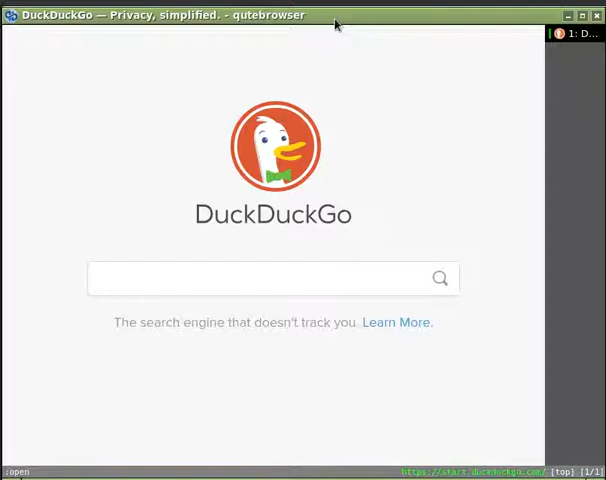 DuckDuckGo — Privacy, simplified. - qutebrowser
1: D...
DuckDuckGo
The search engine that doesn't track you. Learn More.
:open
https://start.duckduckgo.com/ [top] [1/1]